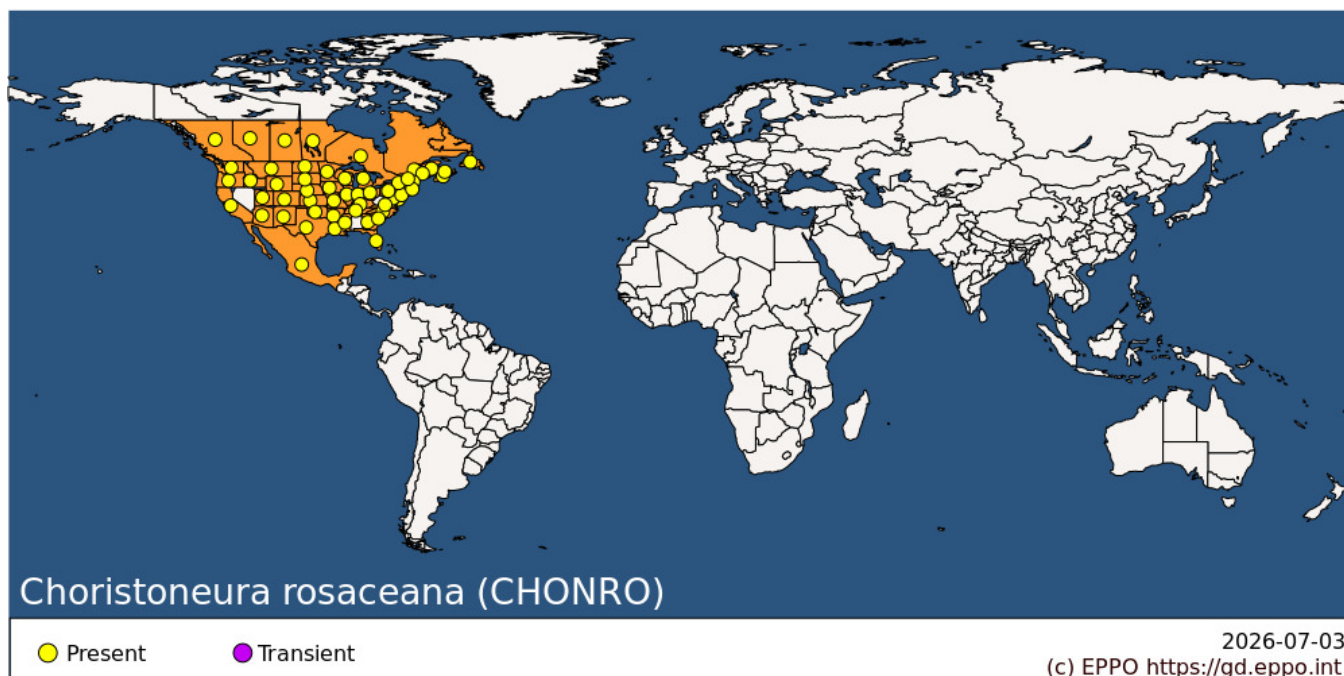 Choristoneura rosaceana (CHONRO)
Present
Transient
2026-07-03
(c) EPPO https://gd.eppo.int